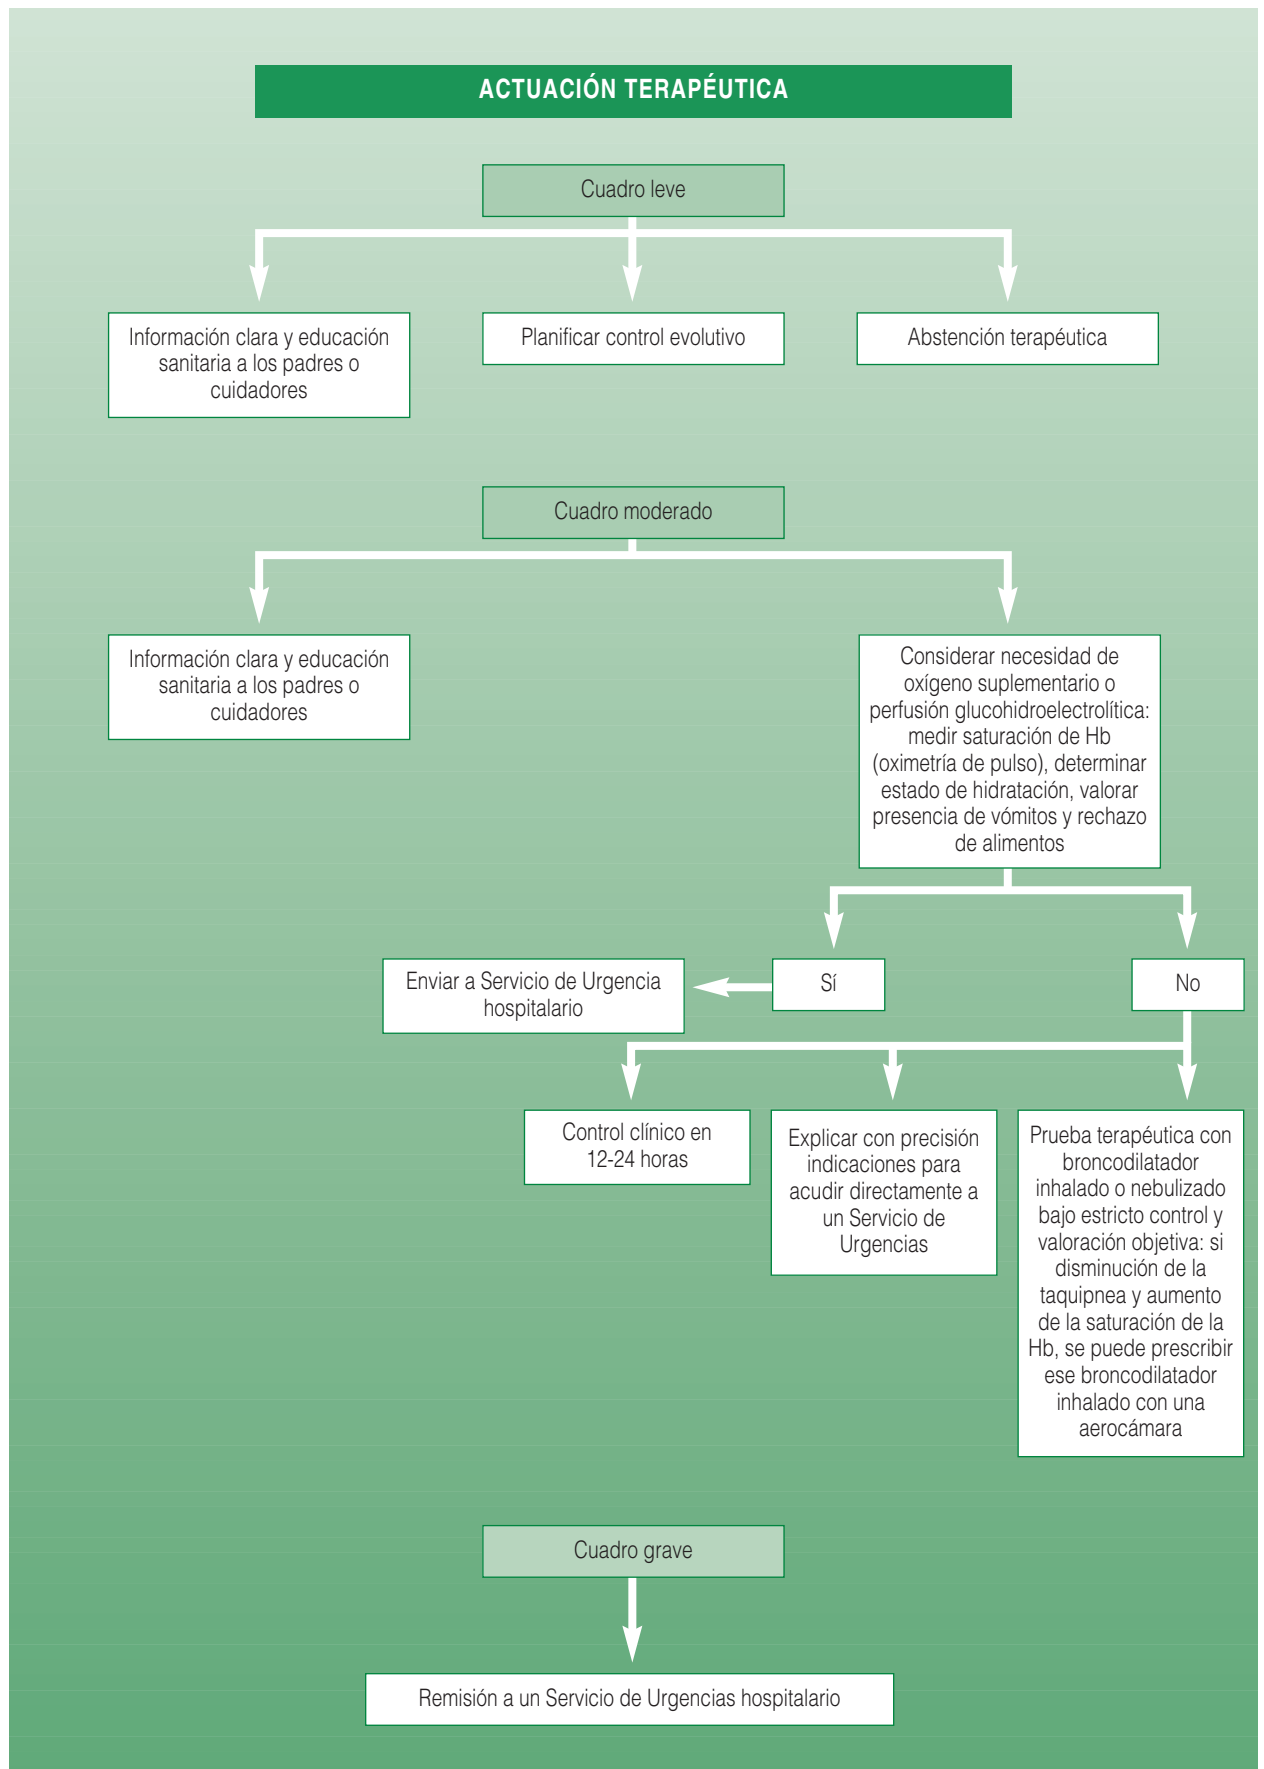 ACTUACIÓN TERAPÉUTICA
Cuadro leve
Información clara y educación
sanitaria a los padres o
cuidadores
Planificar control evolutivo
Abstención terapéutica
Cuadro moderado
Información clara y educación
sanitaria a los padres o
cuidadores
Considerar necesidad de
oxígeno suplementario o
perfusión glucohidroelectrolítica:
medir saturación de Hb
(oximetría de pulso), determinar
estado de hidratación, valorar
presencia de vómitos y rechazo
de alimentos
Enviar a Servicio de Urgencia
hospitalario
Sí
No
Control clínico en
12-24 horas
Explicar con precisión
indicaciones para
acudir directamente a
un Servicio de
Urgencias
Prueba terapéutica con
broncodilatador
inhalado o nebulizado
bajo estricto control y
valoración objetiva: si
disminución de la
taquipnea y aumento
de la saturación de la
Hb, se puede prescribir
ese broncodilatador
inhalado con una
aerocámara
Cuadro grave
Remisión a un Servicio de Urgencias hospitalario